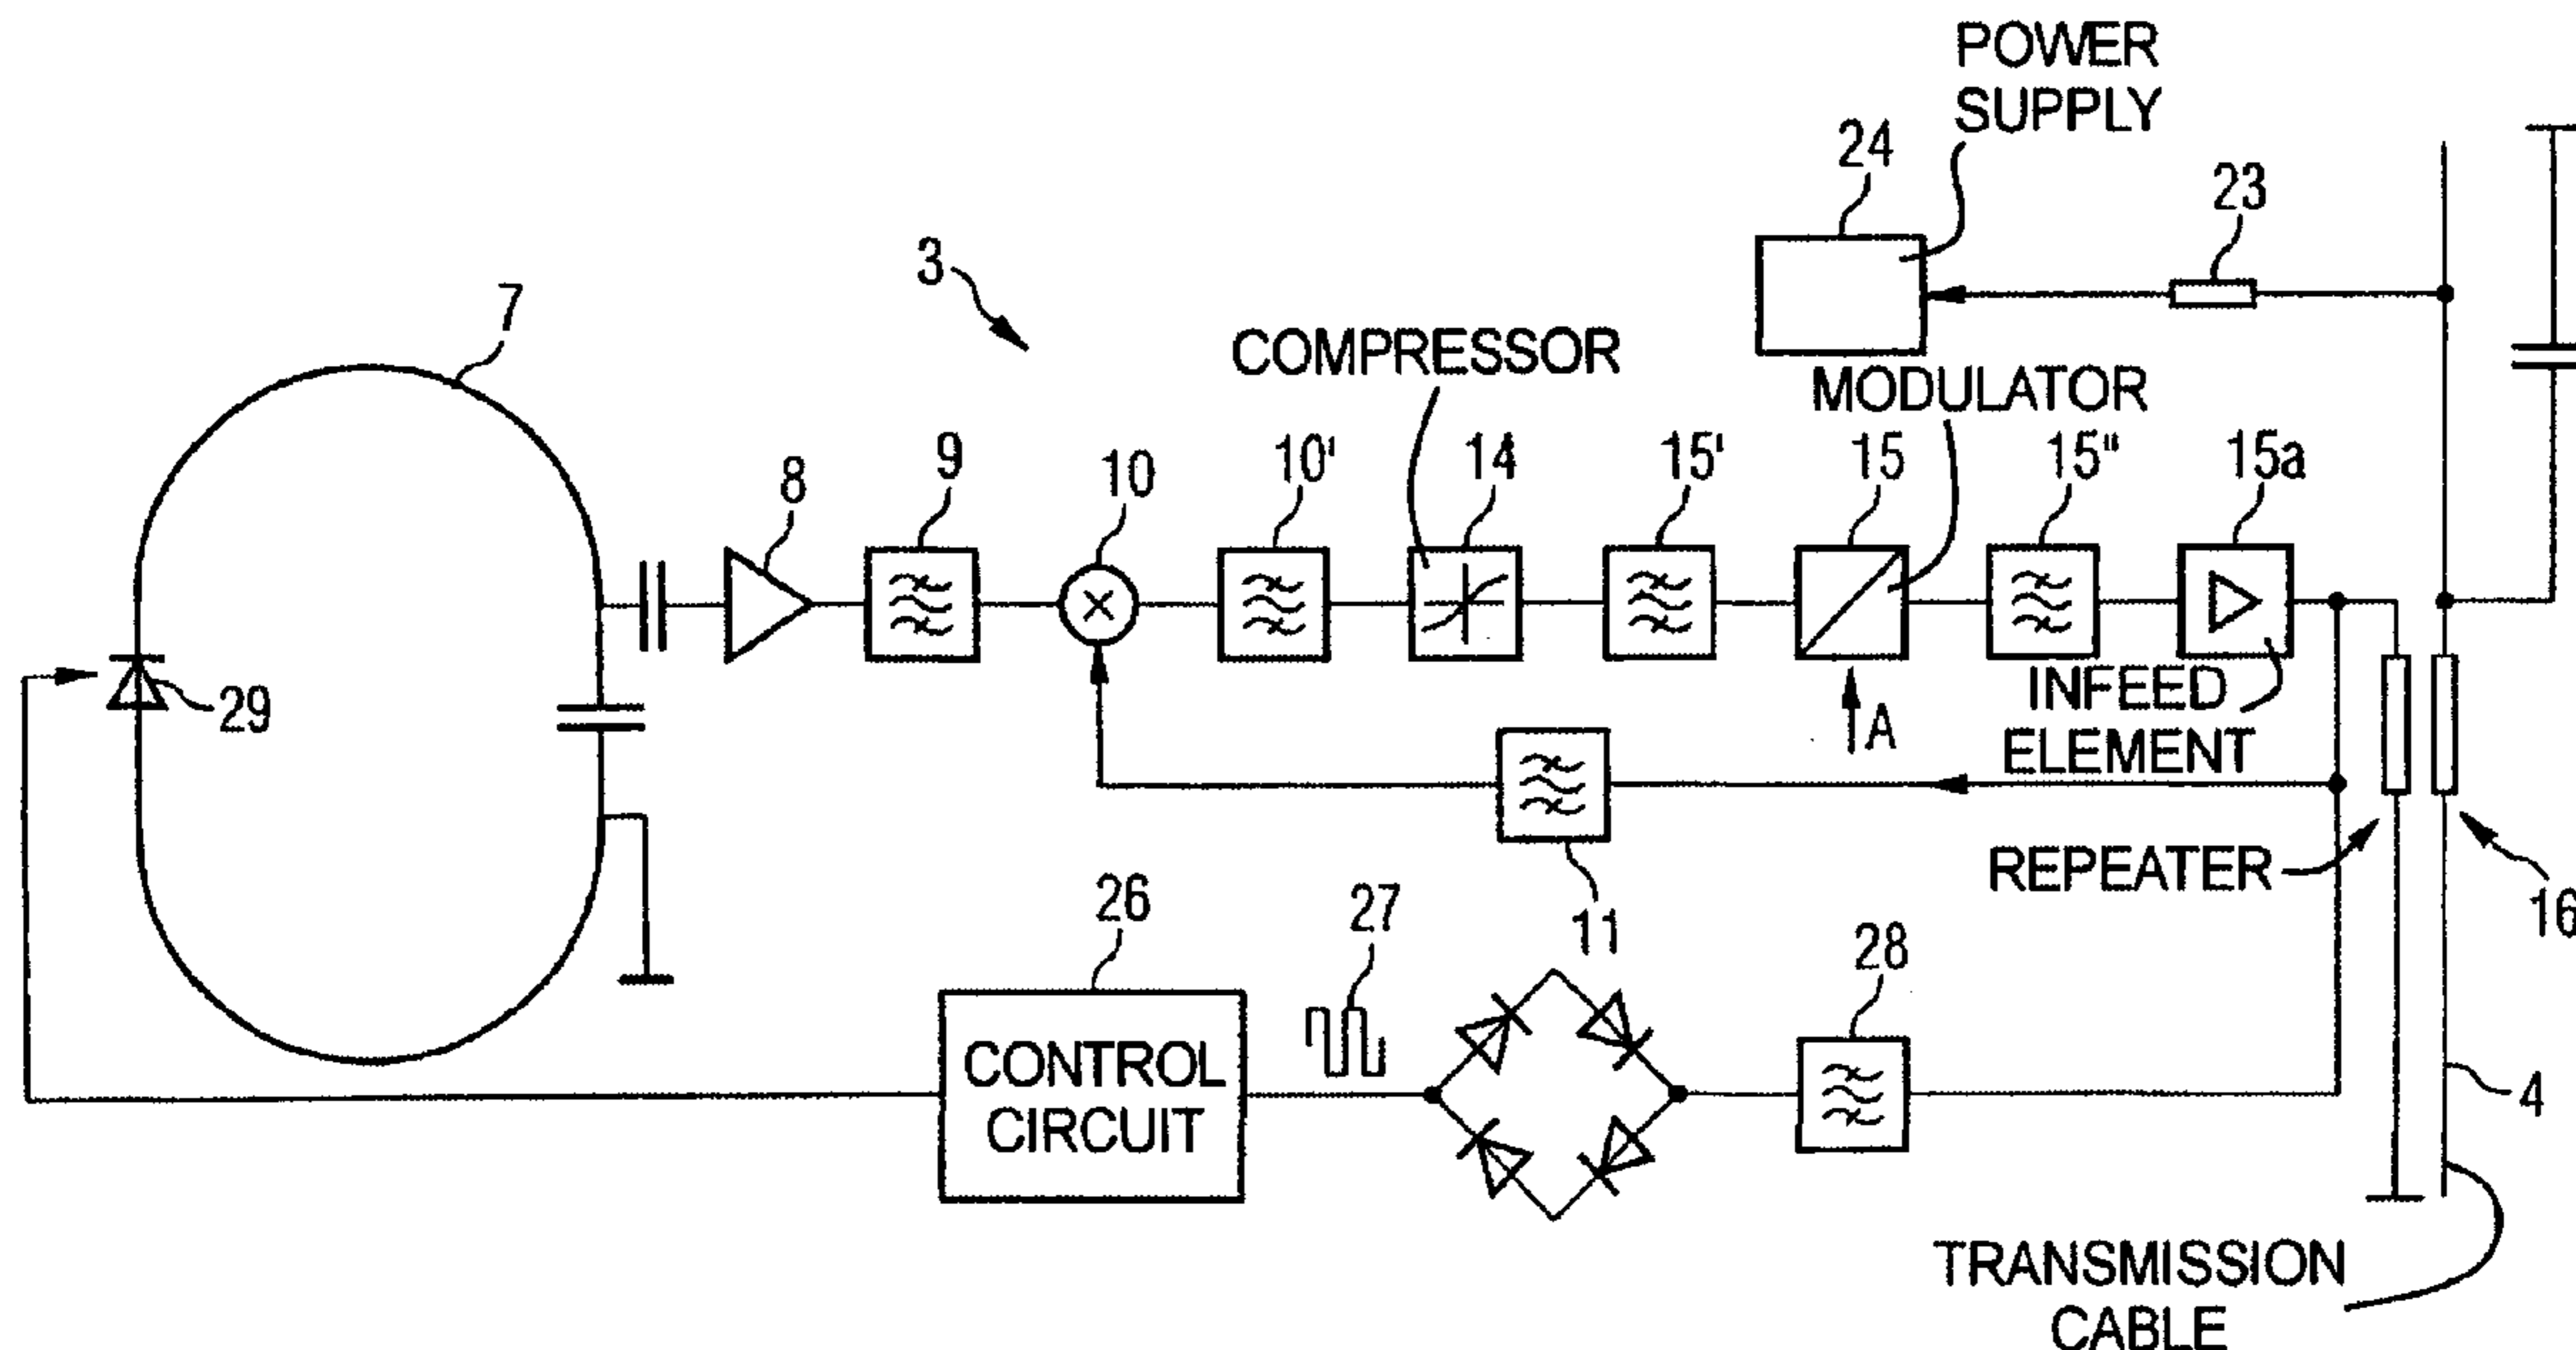 POWER
SUPPLY
24
23
3
7
COMPRESSOR
MODULATOR
8
9
10
10'
14
15'
15
15"
15a
29
A
INFEED
ELEMENT
REPEATER
16
11
26
27
28
CONTROL
CIRCUIT
4
TRANSMISSION
CABLE